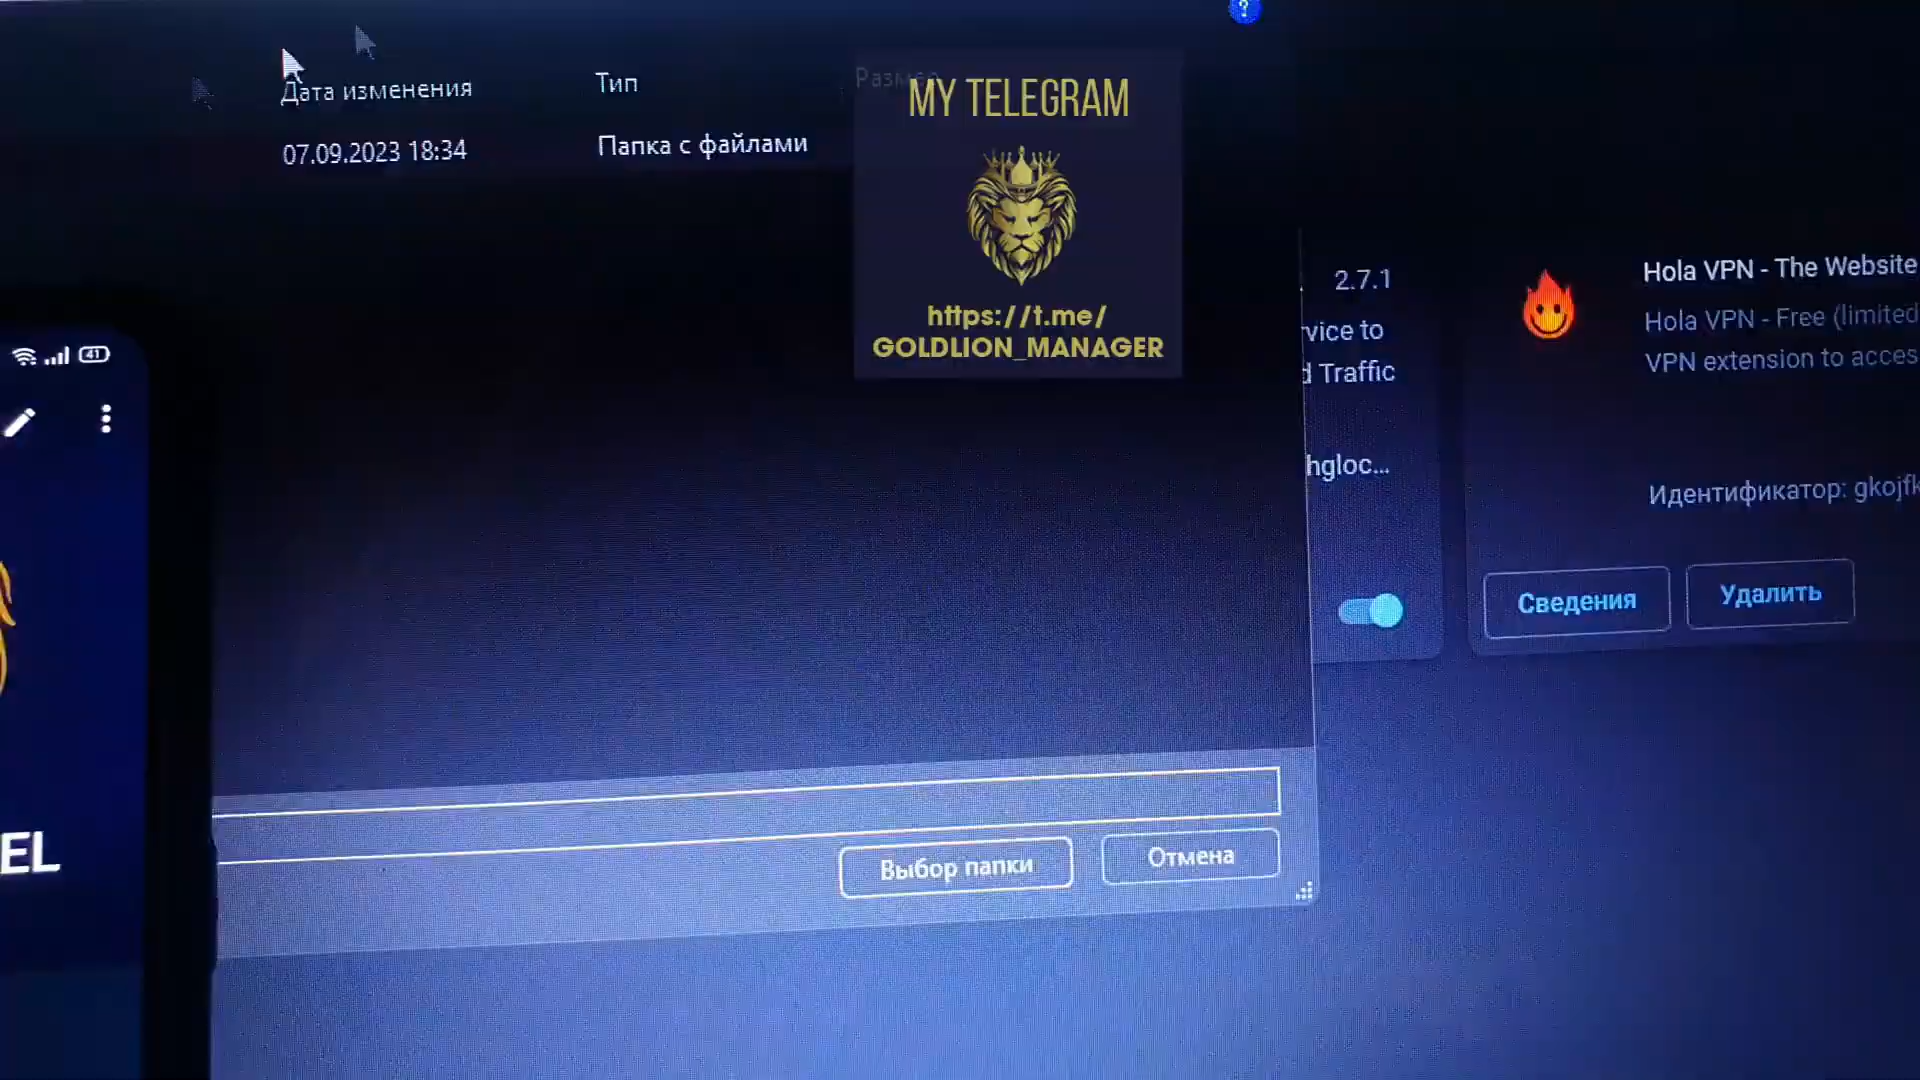 Дата изменения
Тип
Размер
07.09.2023 18:34
Папка с файлами
MY TELEGRAM
https://t.me/
GOLDLION_MANAGER
41
EL
2.7.1
vice to
d Traffic
hgloc...
Hola VPN - The Website
Hola VPN - Free (limited
VPN extension to acces
Идентификатор: gkojfk
Сведения
Удалить
Выбор папки
Отмена
?